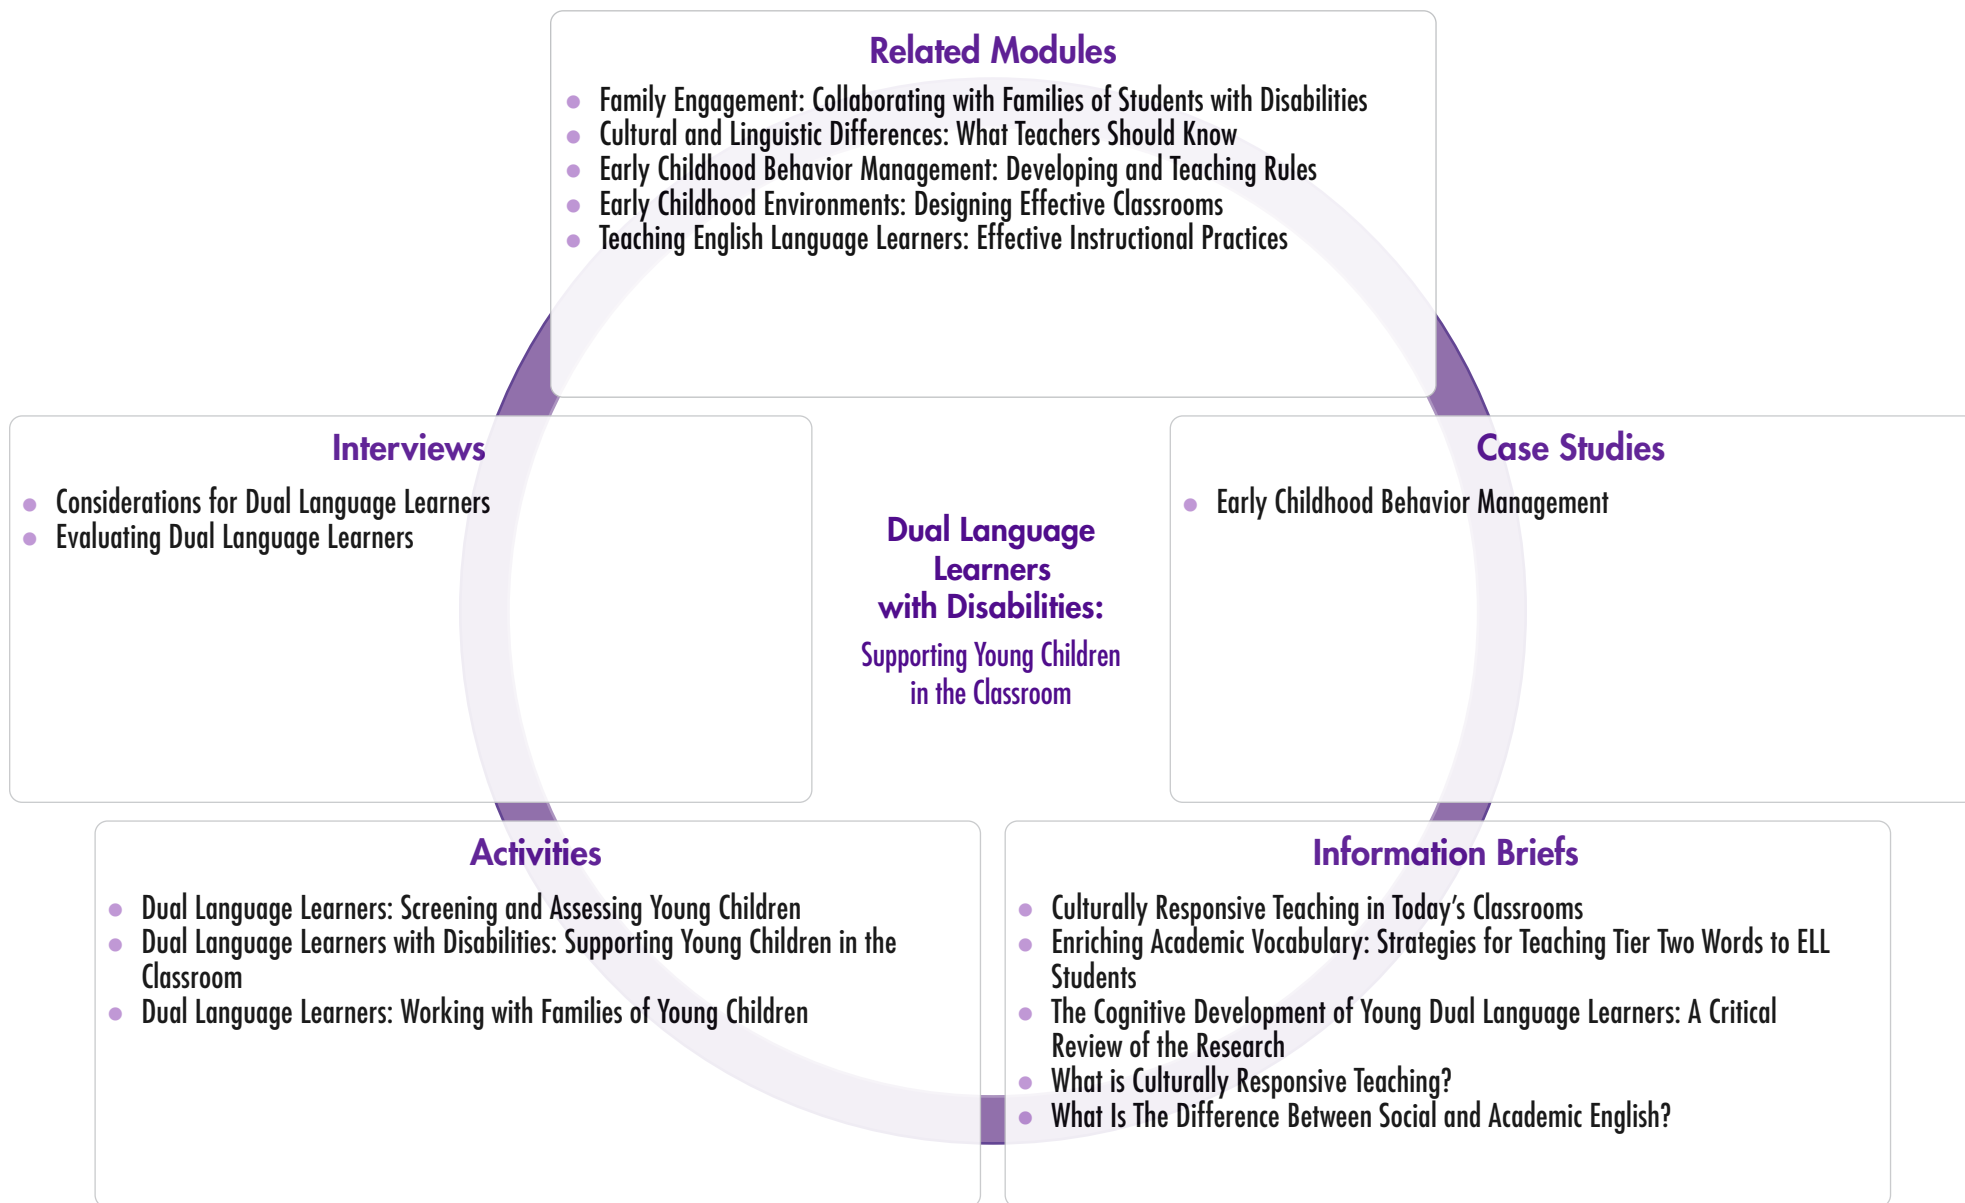 Related Modules
Family Engagement: Collaborating with Families of Students with Disabilities
Cultural and Linguistic Differences: What Teachers Should Know
Early Childhood Behavior Management: Developing and Teaching Rules
Early Childhood Environments: Designing Effective Classrooms
Teaching English Language Learners: Effective Instructional Practices
Interviews
Considerations for Dual Language Learners
Evaluating Dual Language Learners
Dual Language
Learners
with Disabilities:
Supporting Young Children
in the Classroom
Case Studies
Early Childhood Behavior Management
Activities
Dual Language Learners: Screening and Assessing Young Children
Dual Language Learners with Disabilities: Supporting Young Children in the
Classroom
Dual Language Learners: Working with Families of Young Children
Information Briefs
Culturally Responsive Teaching in Today's Classrooms
Enriching Academic Vocabulary: Strategies for Teaching Tier Two Words to ELL
Students
The Cognitive Development of Young Dual Language Learners: A Critical
Review of the Research
What is Culturally Responsive Teaching?
What Is The Difference Between Social and Academic English?